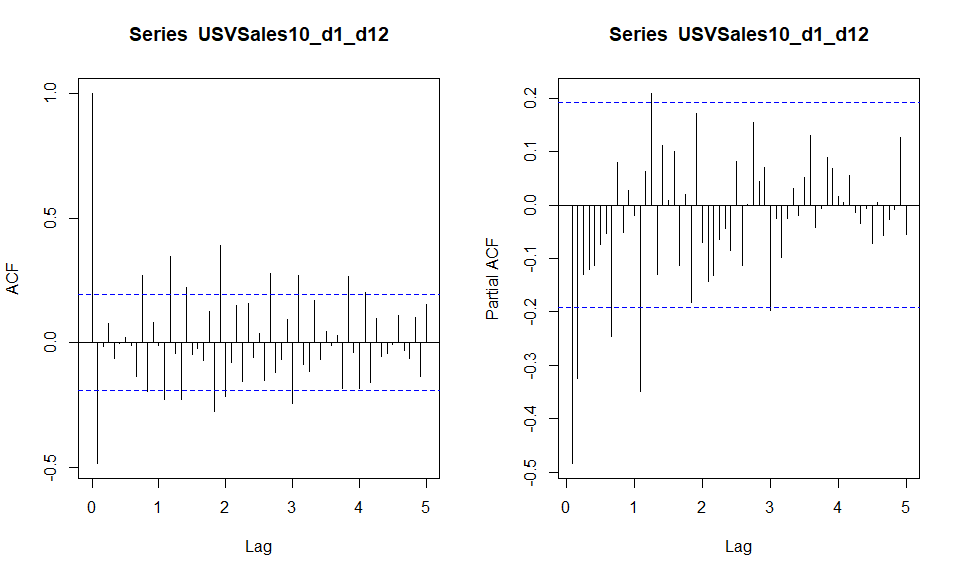 Series USVSales10_d1_d12
ACF
1.0
0.5
0.0
-0.5
0 1 2 3 4 5
Lag
Series USVSales10_d1_d12
Partial ACF
0.2
0.1
0.0
-0.1
-0.2
-0.3
-0.4
-0.5
0 1 2 3 4 5
Lag